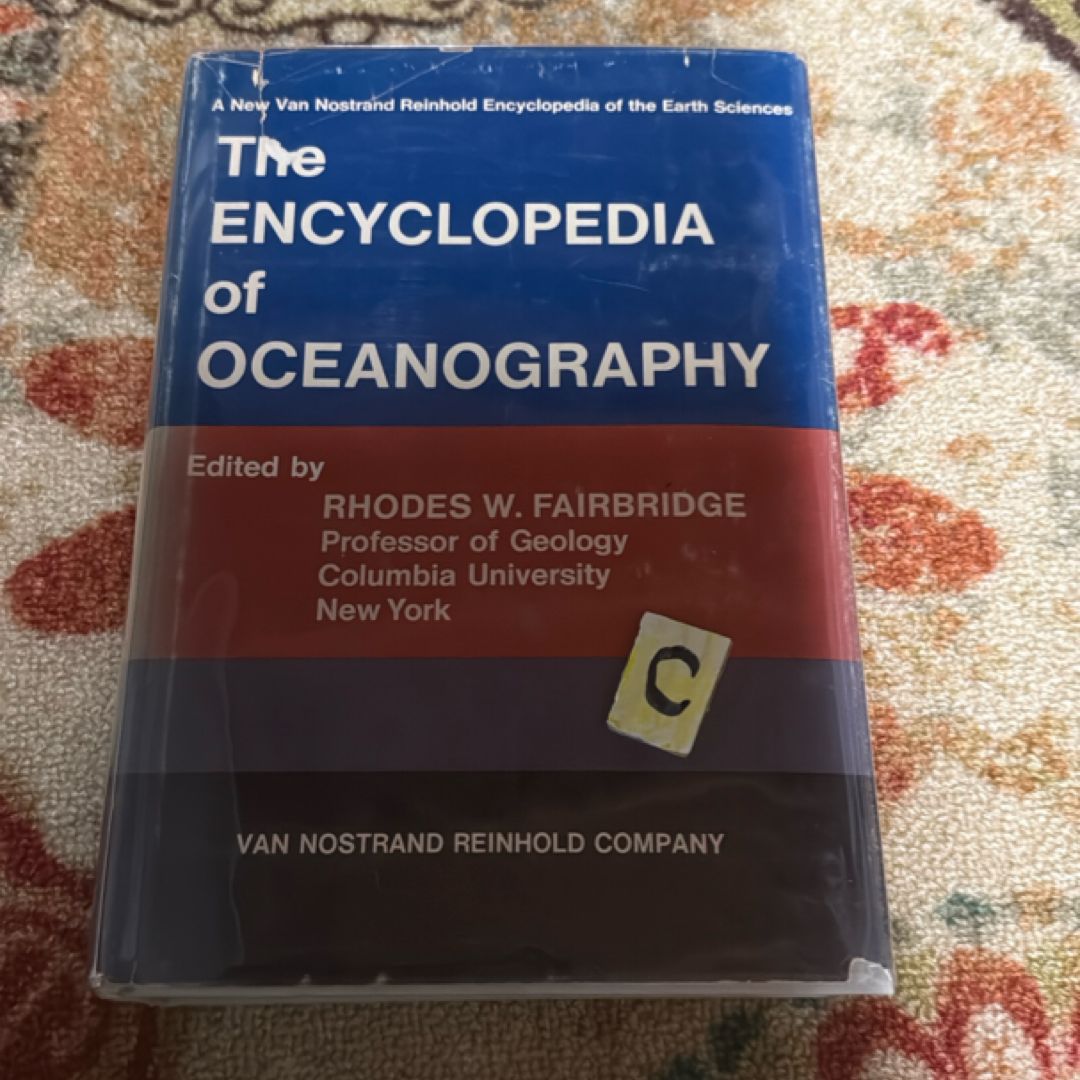 A New Van Nostrand Reinhold Encyclopedia of the Earth Sciences
The
ENCYCLOPEDIA
of
OCEANOGRAPHY
Edited by
RHODES W. FAIRBRIDGE
Professor of Geology
Columbia University
New York
C
VAN NOSTRAND REINHOLD COMPANY